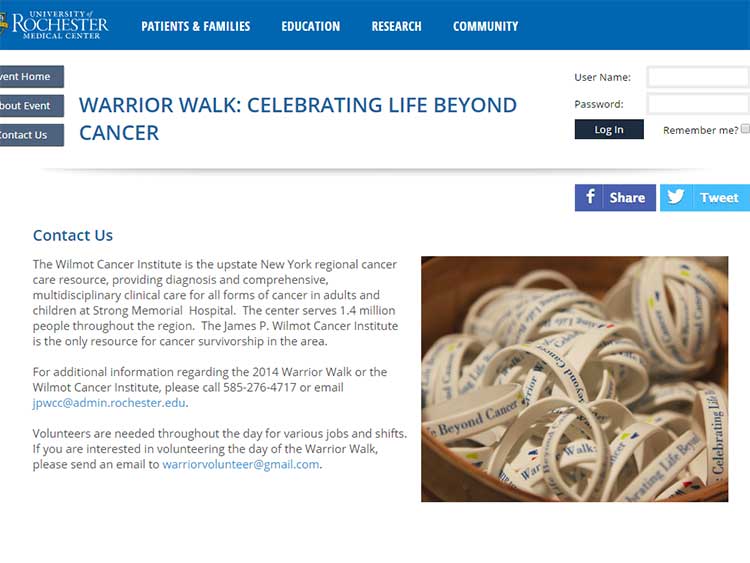 UNIVERSITY of
ROCHESTER
MEDICAL CENTER
PATIENTS & FAMILIES
EDUCATION
RESEARCH
COMMUNITY
vent Home
bout Event
ontact Us
WARRIOR WALK: CELEBRATING LIFE BEYOND
CANCER
User Name:
Password:
Log In
Remember me?
Share
Tweet
Contact Us
The Wilmot Cancer Institute is the upstate New York regional cancer
care resource, providing diagnosis and comprehensive,
multidisciplinary clinical care for all forms of cancer in adults and
children at Strong Memorial  Hospital.  The center serves 1.4 million
people throughout the region.  The James P. Wilmot Cancer Institute
is the only resource for cancer survivorship in the area.
For additional information regarding the 2014 Warrior Walk or the
Wilmot Cancer Institute, please call 585-276-4717 or email
jpwcc@admin.rochester.edu.
Volunteers are needed throughout the day for various jobs and shifts.
If you are interested in volunteering the day of the Warrior Walk,
please send an email to warriorvolunteer@gmail.com.
Beyond Cancer
Life Beyond
Beyond Cancer
Walk:
Celebrating Life Be